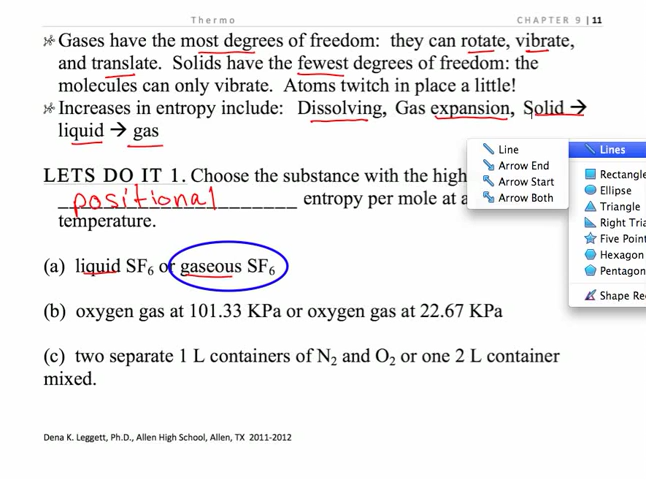 Thermo CHAPTER 9 | 11
Gases have the most degrees of freedom: they can rotate, vibrate,
and translate. Solids have the fewest degrees of freedom: the
molecules can only vibrate. Atoms twitch in place a little!
Increases in entropy include: Dissolving, Gas expansion, Solid →
liquid → gas
LETS DO IT 1. Choose the substance with the high
positional entropy per mole at a
temperature.
(a) liquid SF₆ or gaseous SF₆
(b) oxygen gas at 101.33 KPa or oxygen gas at 22.67 KPa
(c) two separate 1 L containers of N₂ and O₂ or one 2 L container
mixed.
Dena K. Leggett, Ph.D., Allen High School, Allen, TX 2011-2012
Line
Arrow End
Arrow Start
Arrow Both
Lines
Rectangle
Ellipse
Triangle
Right Tria
Five Point
Hexagon
Pentagon
Shape Re